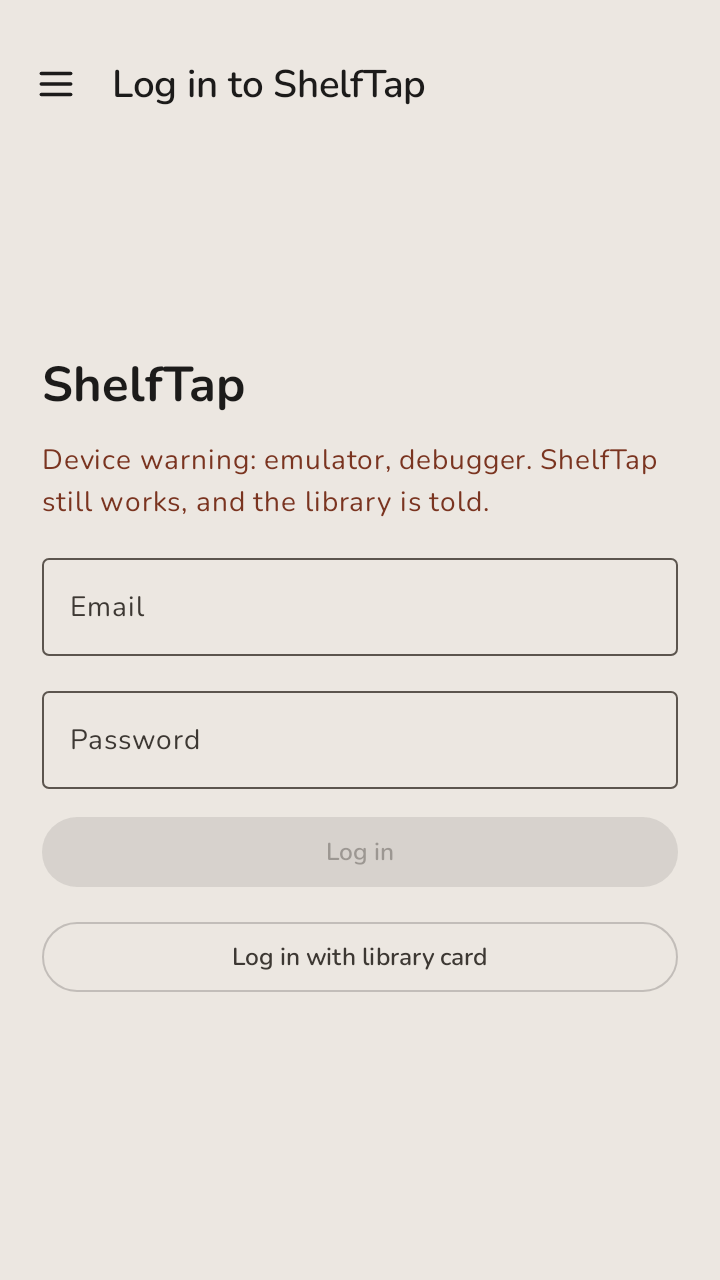 Log in to ShelfTap
ShelfTap
Device warning: emulator, debugger. ShelfTap
still works, and the library is told.
Email
Password
Log in
Log in with library card